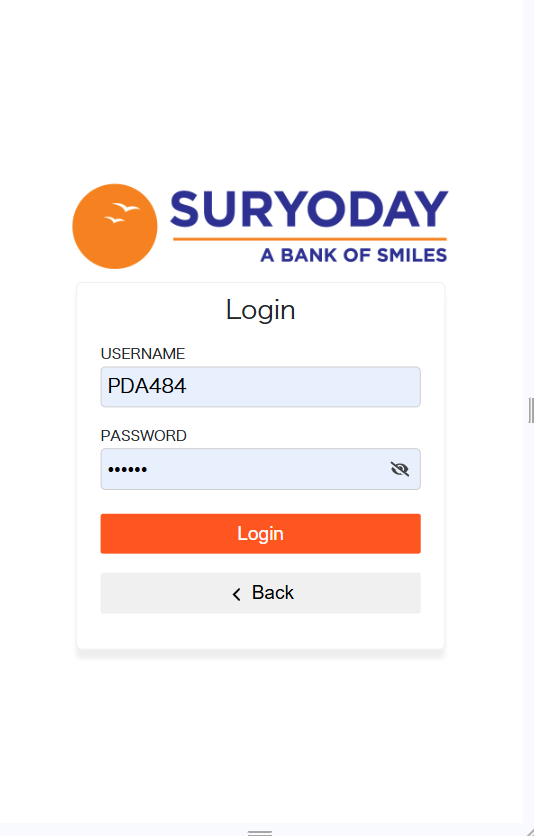 SURYODAY
A BANK OF SMILES
Login
USERNAME
PDA484
PASSWORD
••••••
Login
Back